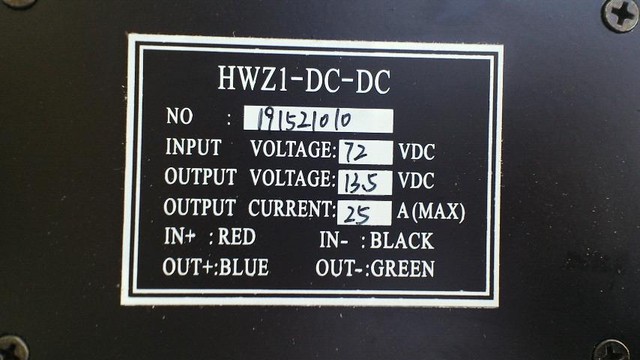 HWZ1-DC-DC
NO : 191521010
INPUT VOLTAGE: 72 VDC
OUTPUT VOLTAGE: 13.5 VDC
OUTPUT CURRENT: 25 A(MAX)
IN+ :RED IN- :BLACK
OUT+:BLUE OUT-:GREEN